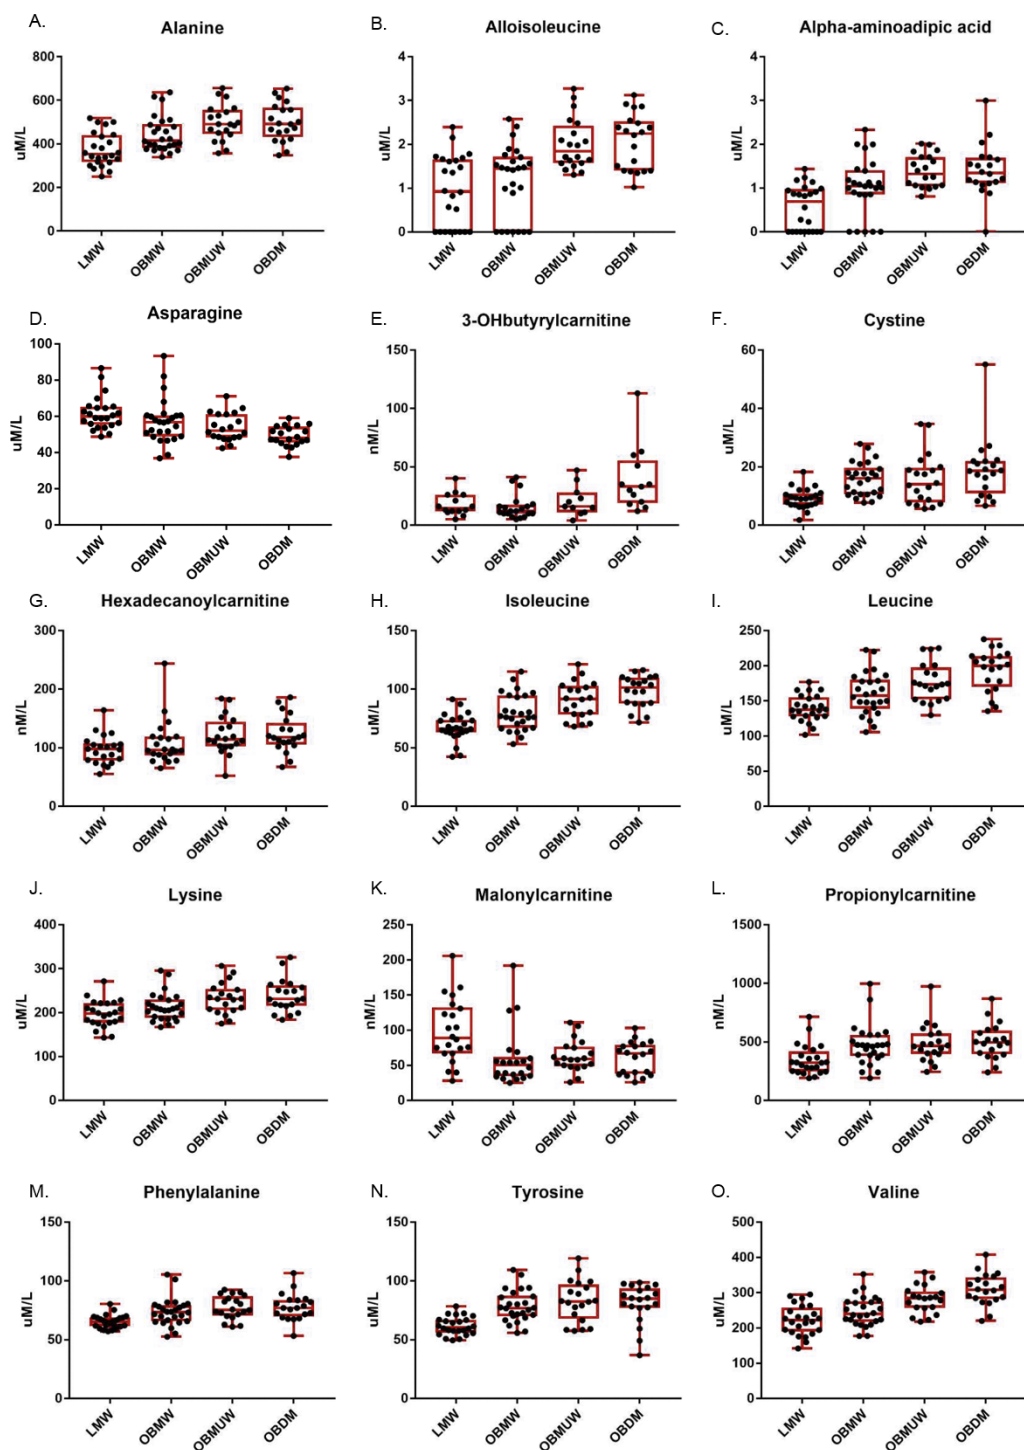 A.
Alanine
800
600
400
200
0
uM/L
LMW
OBMW
OBMUW
OBDM
B.
Alloisoleucine
4
3
2
1
0
uM/L
LMW
OBMW
OBMUW
OBDM
C.
Alpha-aminoadipic acid
4
3
2
1
0
uM/L
LMW
OBMW
OBMUW
OBDM
D.
Asparagine
100
80
60
40
20
0
uM/L
LMW
OBMW
OBMUW
OBDM
E.
3-OHbutyrylcarnitine
150
100
50
0
nM/L
LMW
OBMW
OBMUW
OBDM
F.
Cystine
60
40
20
0
uM/L
LMW
OBMW
OBMUW
OBDM
G.
Hexadecanoylcarnitine
300
200
100
0
nM/L
LMW
OBMW
OBMUW
OBDM
H.
Isoleucine
150
100
50
0
uM/L
LMW
OBMW
OBMUW
OBDM
I.
Leucine
250
200
150
100
50
0
uM/L
LMW
OBMW
OBMUW
OBDM
J.
Lysine
400
300
200
100
0
uM/L
LMW
OBMW
OBMUW
OBDM
K.
Malonylcarnitine
250
200
150
100
50
0
nM/L
LMW
OBMW
OBMUW
OBDM
L.
Propionylcarnitine
1500
1000
500
0
nM/L
LMW
OBMW
OBMUW
OBDM
M.
Phenylalanine
150
100
50
0
uM/L
LMW
OBMW
OBMUW
OBDM
N.
Tyrosine
150
100
50
0
uM/L
LMW
OBMW
OBMUW
OBDM
O.
Valine
500
400
300
200
100
0
uM/L
LMW
OBMW
OBMUW
OBDM